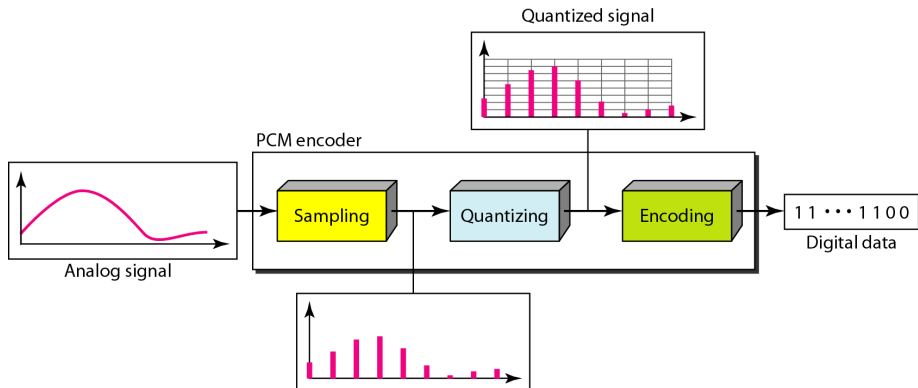 Quantized signal
PCM encoder
Sampling
Quantizing
Encoding
11 • • • 1100
Analog signal
Digital data